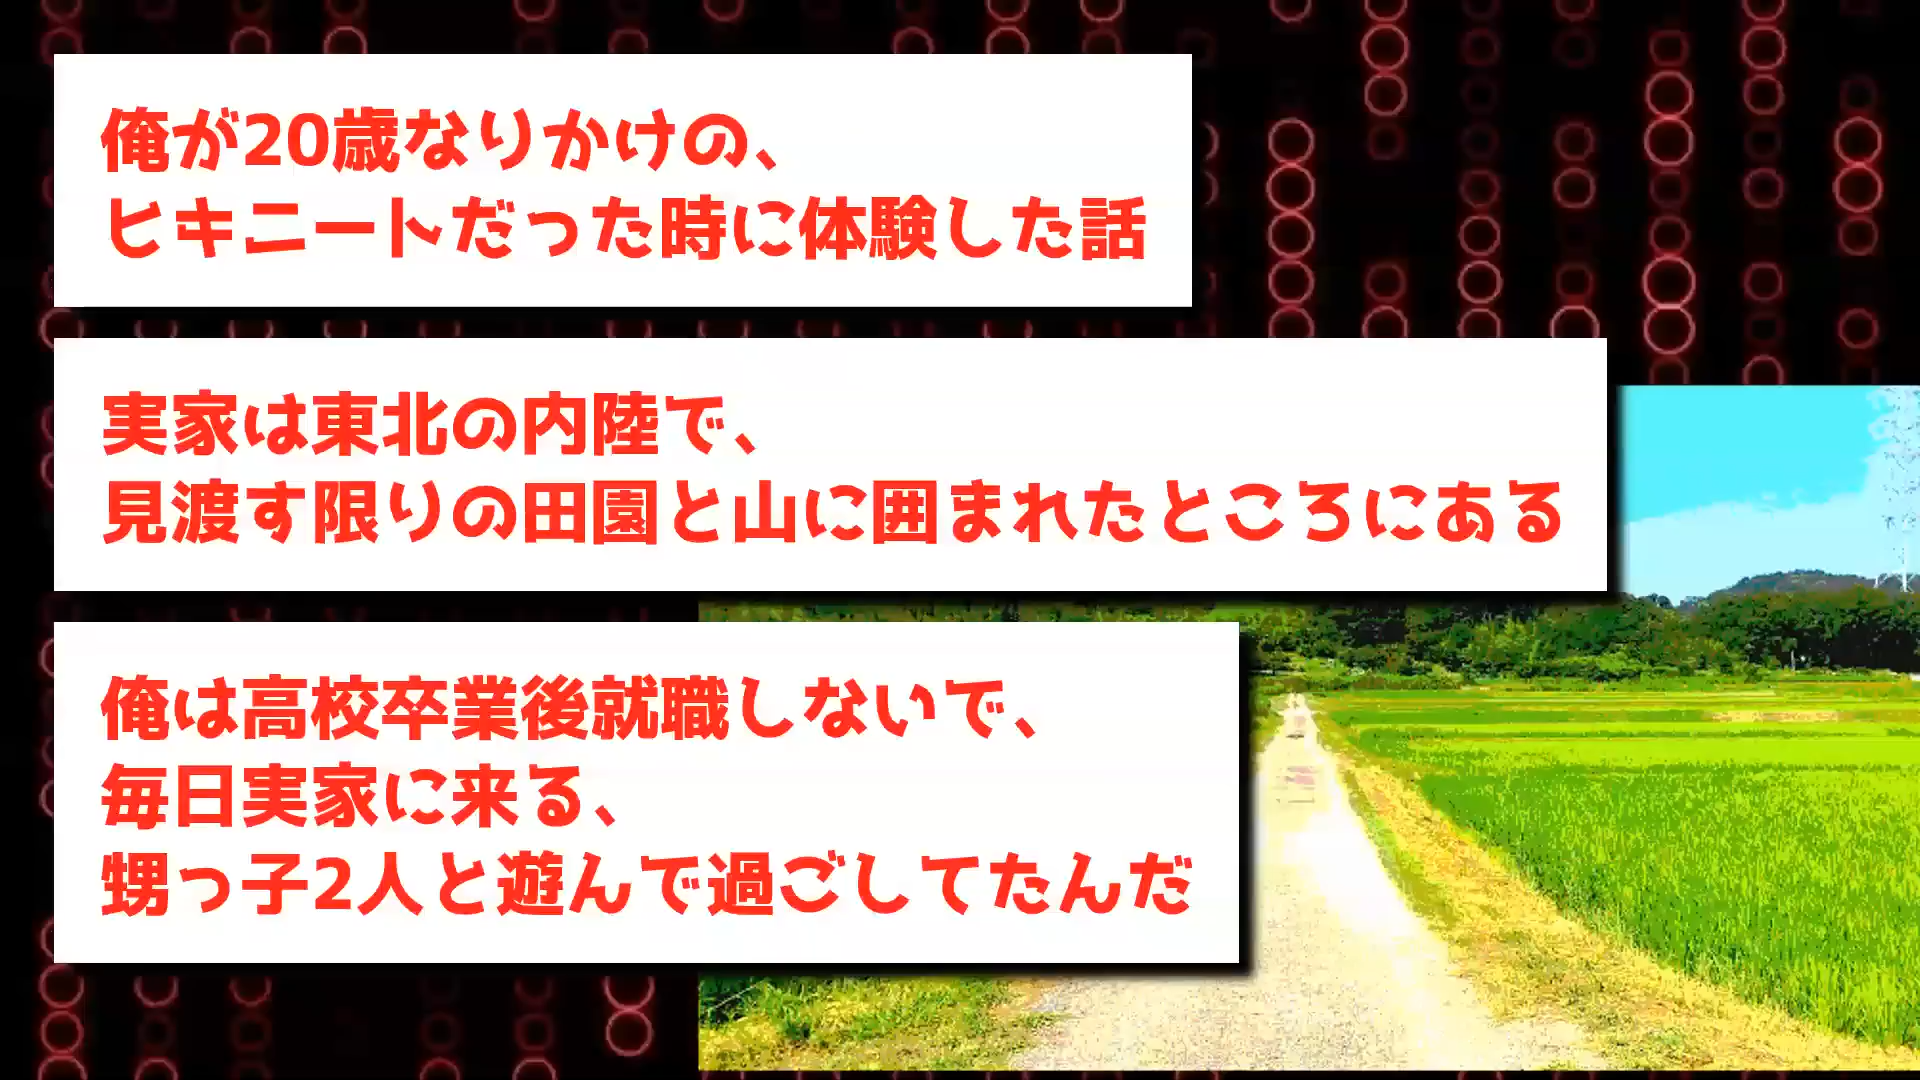 俺が20歳なりかけの、
ヒキニートだった時に体験した話
実家は東北の内陸で、
見渡す限りの田園と山に囲まれたところにある
俺は高校卒業後就職しないで、
毎日実家に来る、
甥っ子2人と遊んで過ごしてたんだ